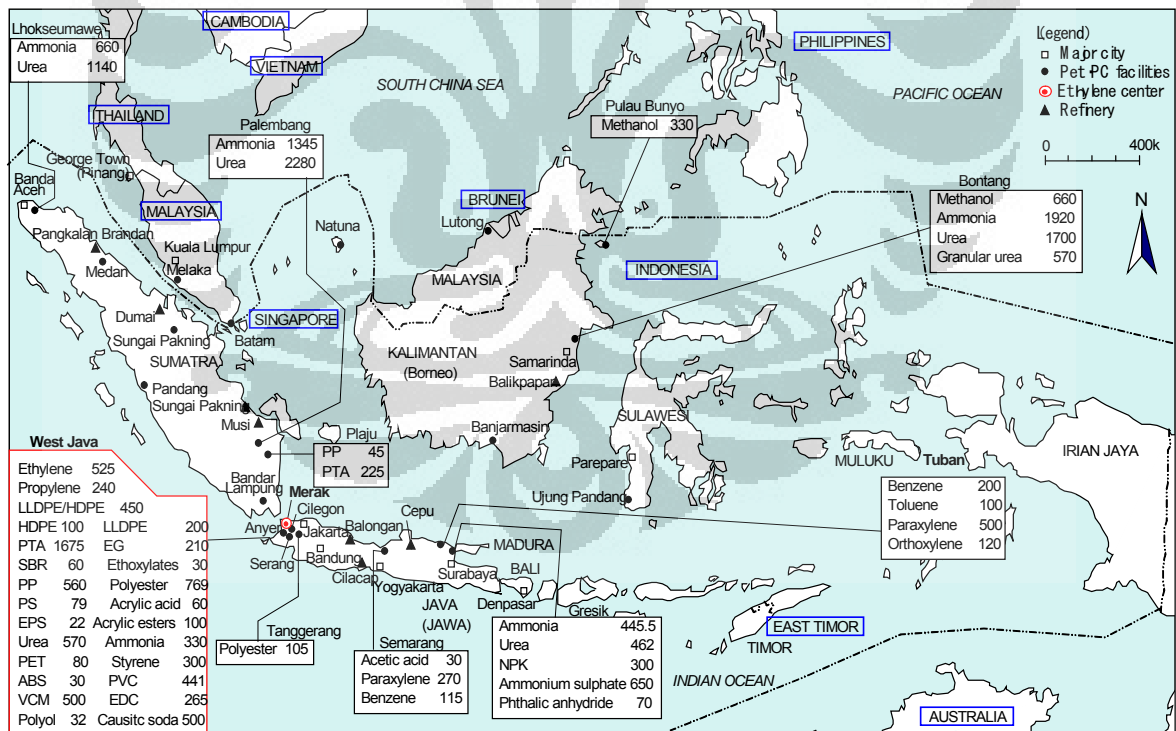 Lhokseumawe
Ammonia 660
Urea 1140
CAMBODIA
VIETNAM
THAILAND
SOUTH CHINA SEA
PHILIPPINES
PACIFIC OCEAN
(Legend)
Major city
Pet-PC facilities
Ethylene center
Refinery
0 400k
N
Palembang
Ammonia 1345
Urea 2280
Pulau Bunyo
Methanol 330
Bontang
Methanol 660
Ammonia 1920
Urea 1700
Granular urea 570
George Town
(Pinang)
Banda
Aceh
MALAYSIA
BRUNEI
Lutong
Natuna
Pangkalan Brandan
Medan
Kuala Lumpur
Melaka
MALAYSIA
INDONESIA
Dumai
SINGAPORE
Batam
Sungai Pakning
SUMATRA
KALIMANTAN
(Borneo)
Samarinda
Balikpapan
Pandang
Sungai Pakning
Musi
SULAWESI
Banjarmasin
Parepare
Ujung Pandang
MULUKU
Tuban
IRIAN JAYA
Plaju
PP 45
PTA 225
Benzene 200
Toluene 100
Paraxylene 500
Orthoxylene 120
West Java
Ethylene 525
Propylene 240
LLDPE/HDPE 450
HDPE 100 LLDPE 200
PTA 1675 EG 210
SBR 60 Ethoxylates 30
PP 560 Polyester 769
PS 79 Acrylic acid 60
EPS 22 Acrylic esters 100
Urea 570 Ammonia 330
PET 80 Styrene 300
ABS 30 PVC 441
VCM 500 EDC 265
Polyol 32 Causitc soda 500
Bandar
Lampung
Merak
Cilegon
Anyer
Jakarta
Serang
Bandung
Balongan
Cilacap
Cepu
Yogyakarta
Surabaya
MADURA
BALI
Denpasar
JAVA
(JAWA)
Tanggerang
Polyester 105
Semarang
Acetic acid 30
Paraxylene 270
Benzene 115
Gresik
Ammonia 445.5
Urea 462
NPK 300
Ammonium sulphate 650
Phthalic anhydride 70
EAST TIMOR
TIMOR
INDIAN OCEAN
AUSTRALIA